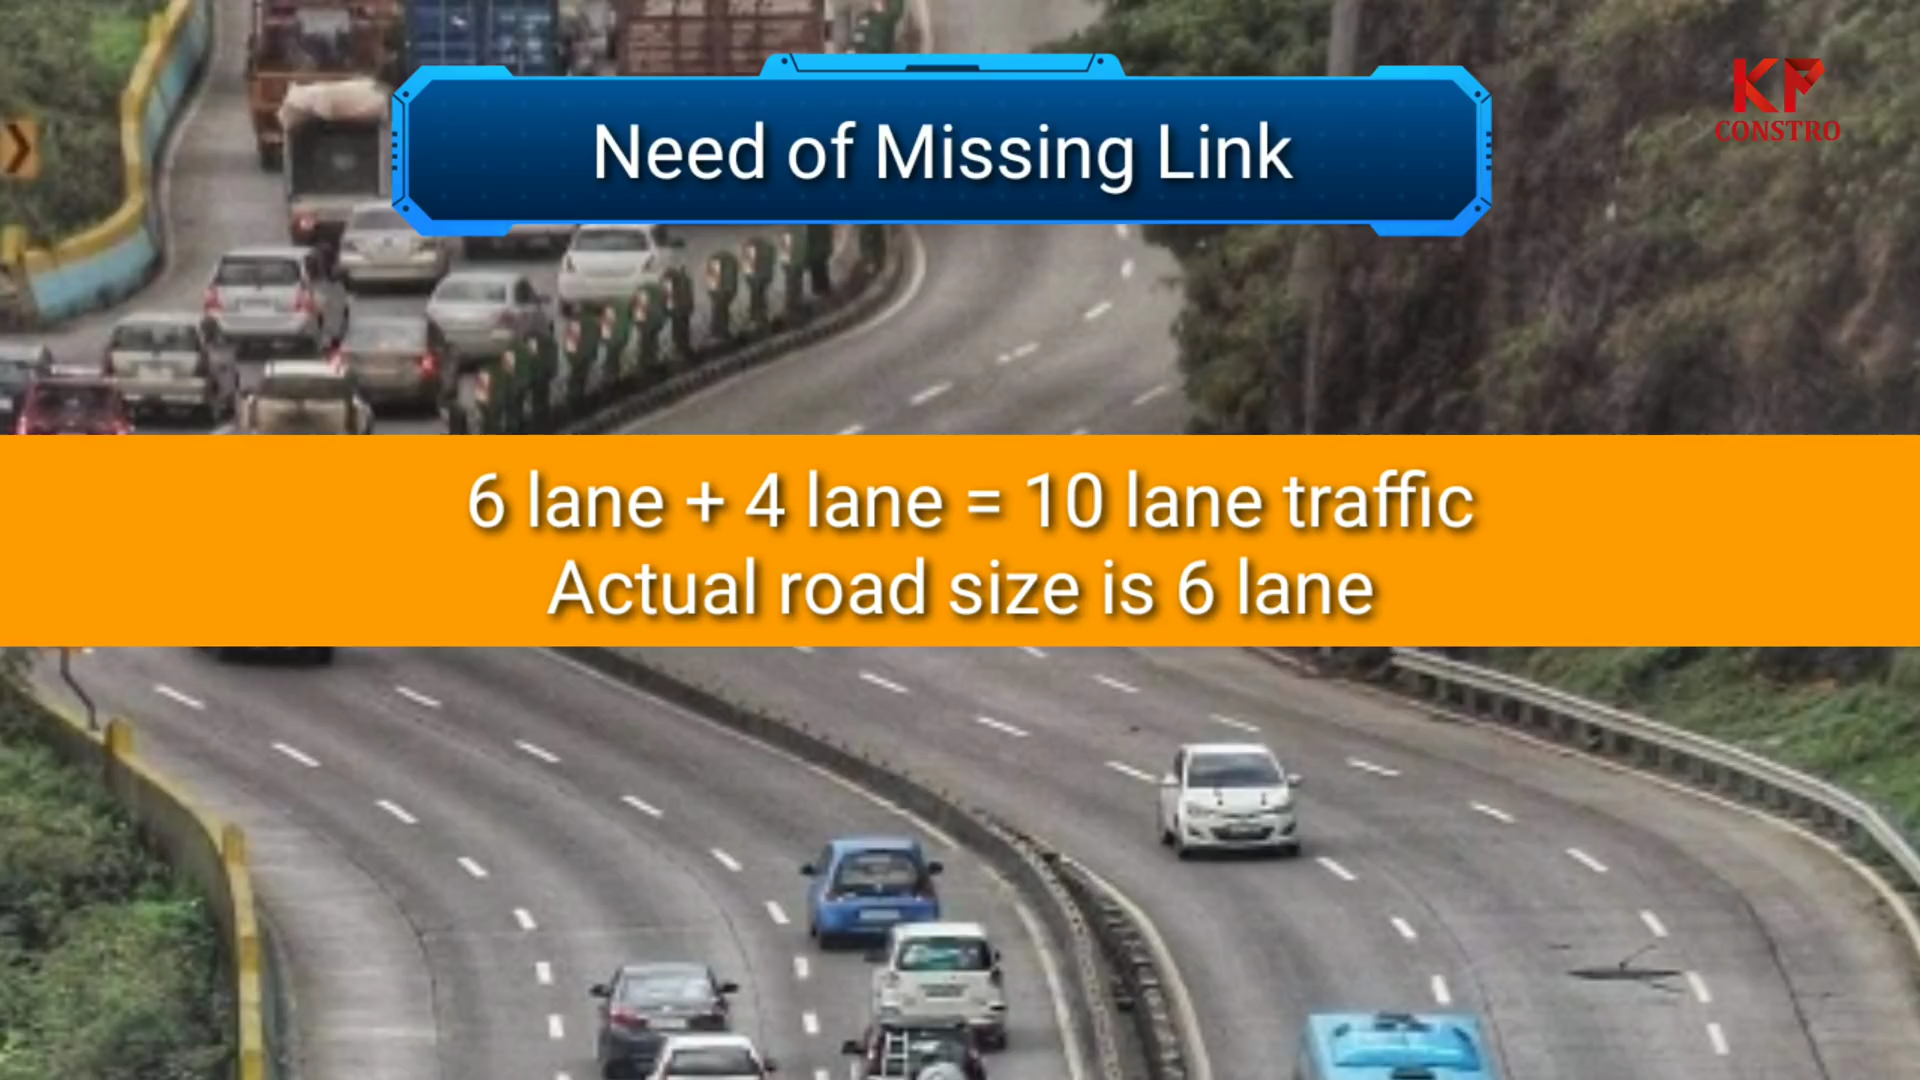 Need of Missing Link
KP
CONSTRO
6 lane + 4 lane = 10 lane traffic
Actual road size is 6 lane